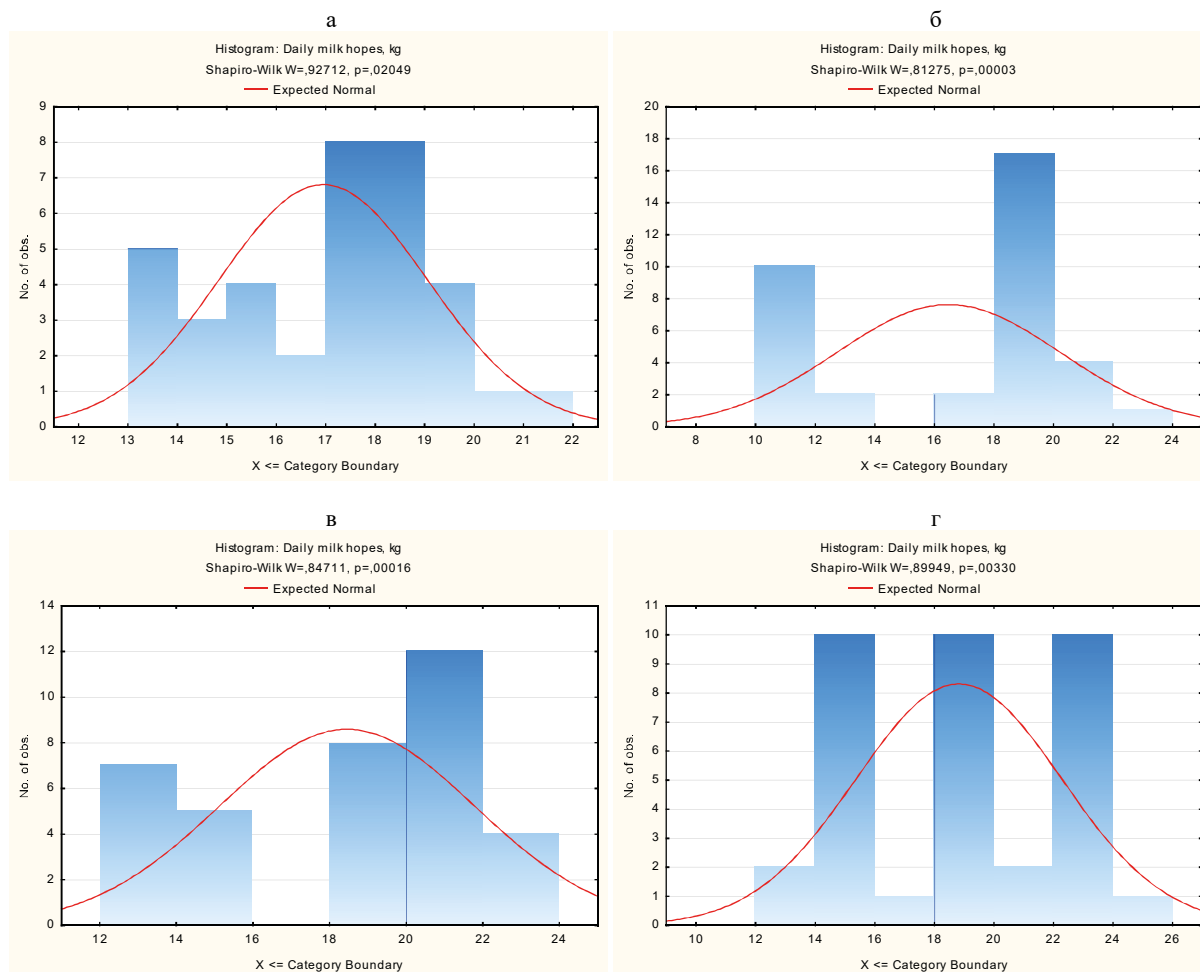 а
Histogram: Daily milk hopes, kg
Shapiro-Wilk W=,92712, p=,02049
Expected Normal
9
8
7
6
5
4
3
2
1
0
No. of obs.
12 13 14 15 16 17 18 19 20 21 22
X <= Category Boundary
б
Histogram: Daily milk hopes, kg
Shapiro-Wilk W=,81275, p=,00003
Expected Normal
20
18
16
14
12
10
8
6
4
2
0
No. of obs.
8 10 12 14 16 18 20 22 24
X <= Category Boundary
в
Histogram: Daily milk hopes, kg
Shapiro-Wilk W=,84711, p=,00016
Expected Normal
14
12
10
8
6
4
2
0
No. of obs.
12 14 16 18 20 22 24
X <= Category Boundary
г
Histogram: Daily milk hopes, kg
Shapiro-Wilk W=,89949, p=,00330
Expected Normal
11
10
9
8
7
6
5
4
3
2
1
0
No. of obs.
10 12 14 16 18 20 22 24 26
X <= Category Boundary